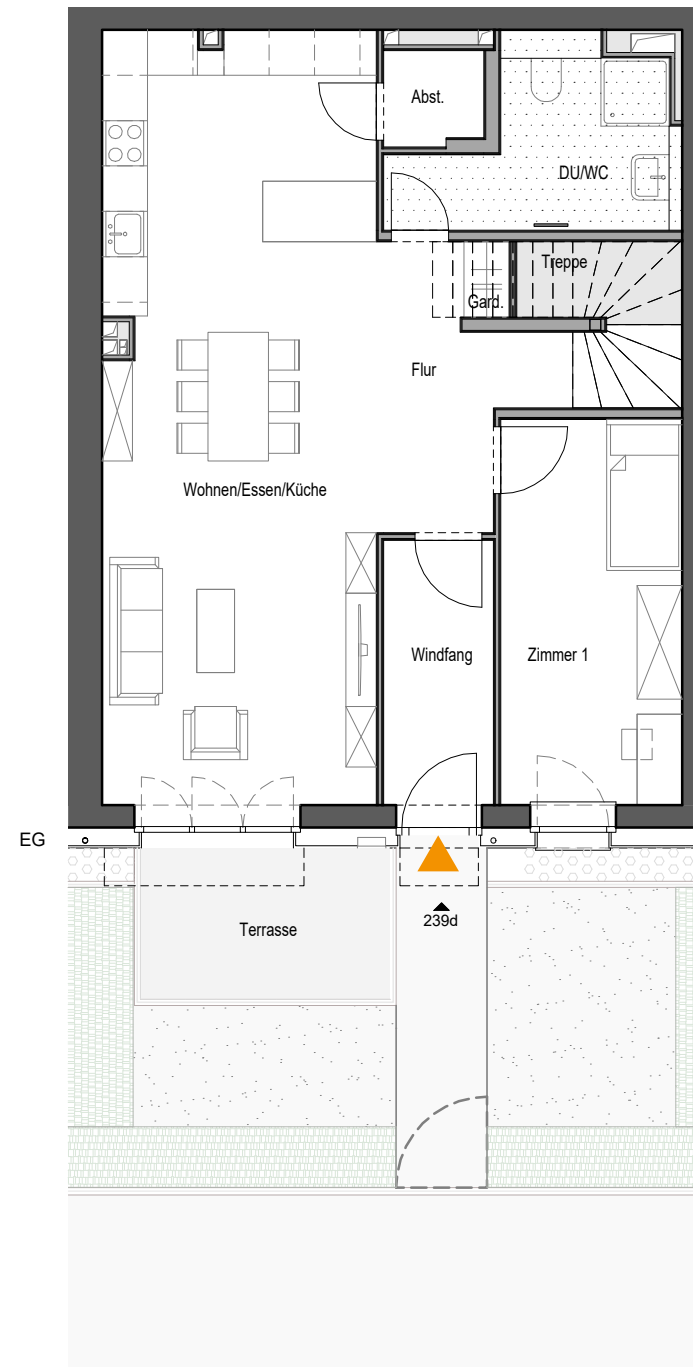 Abst.
DU/WC
Treppe
Gard.
Flur
Wohnen/Essen/Küche
Windfang
Zimmer 1
EG
239d
Terrasse